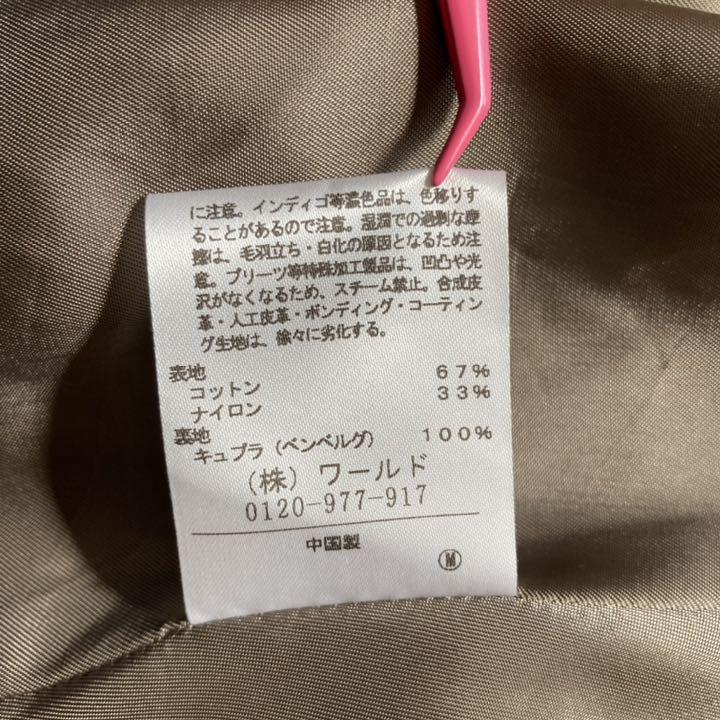 に注意。インディゴ等濃色品は、色移りす
ることがあるので注意。湿潤での過剰な摩
擦は、毛羽立ち・白化の原因となるため注
意。プリーツ等特殊加工製品は、凹凸や光
沢がなくなるため、スチーム禁止。合成皮
革・人工皮革・ボンディング・コーティン
グ生地は、徐々に劣化する。
表地
コットン 67%
ナイロン 33%
裏地
キュプラ(ベンベルグ) 100%
(株)ワールド
0120-977-917
中国製
M